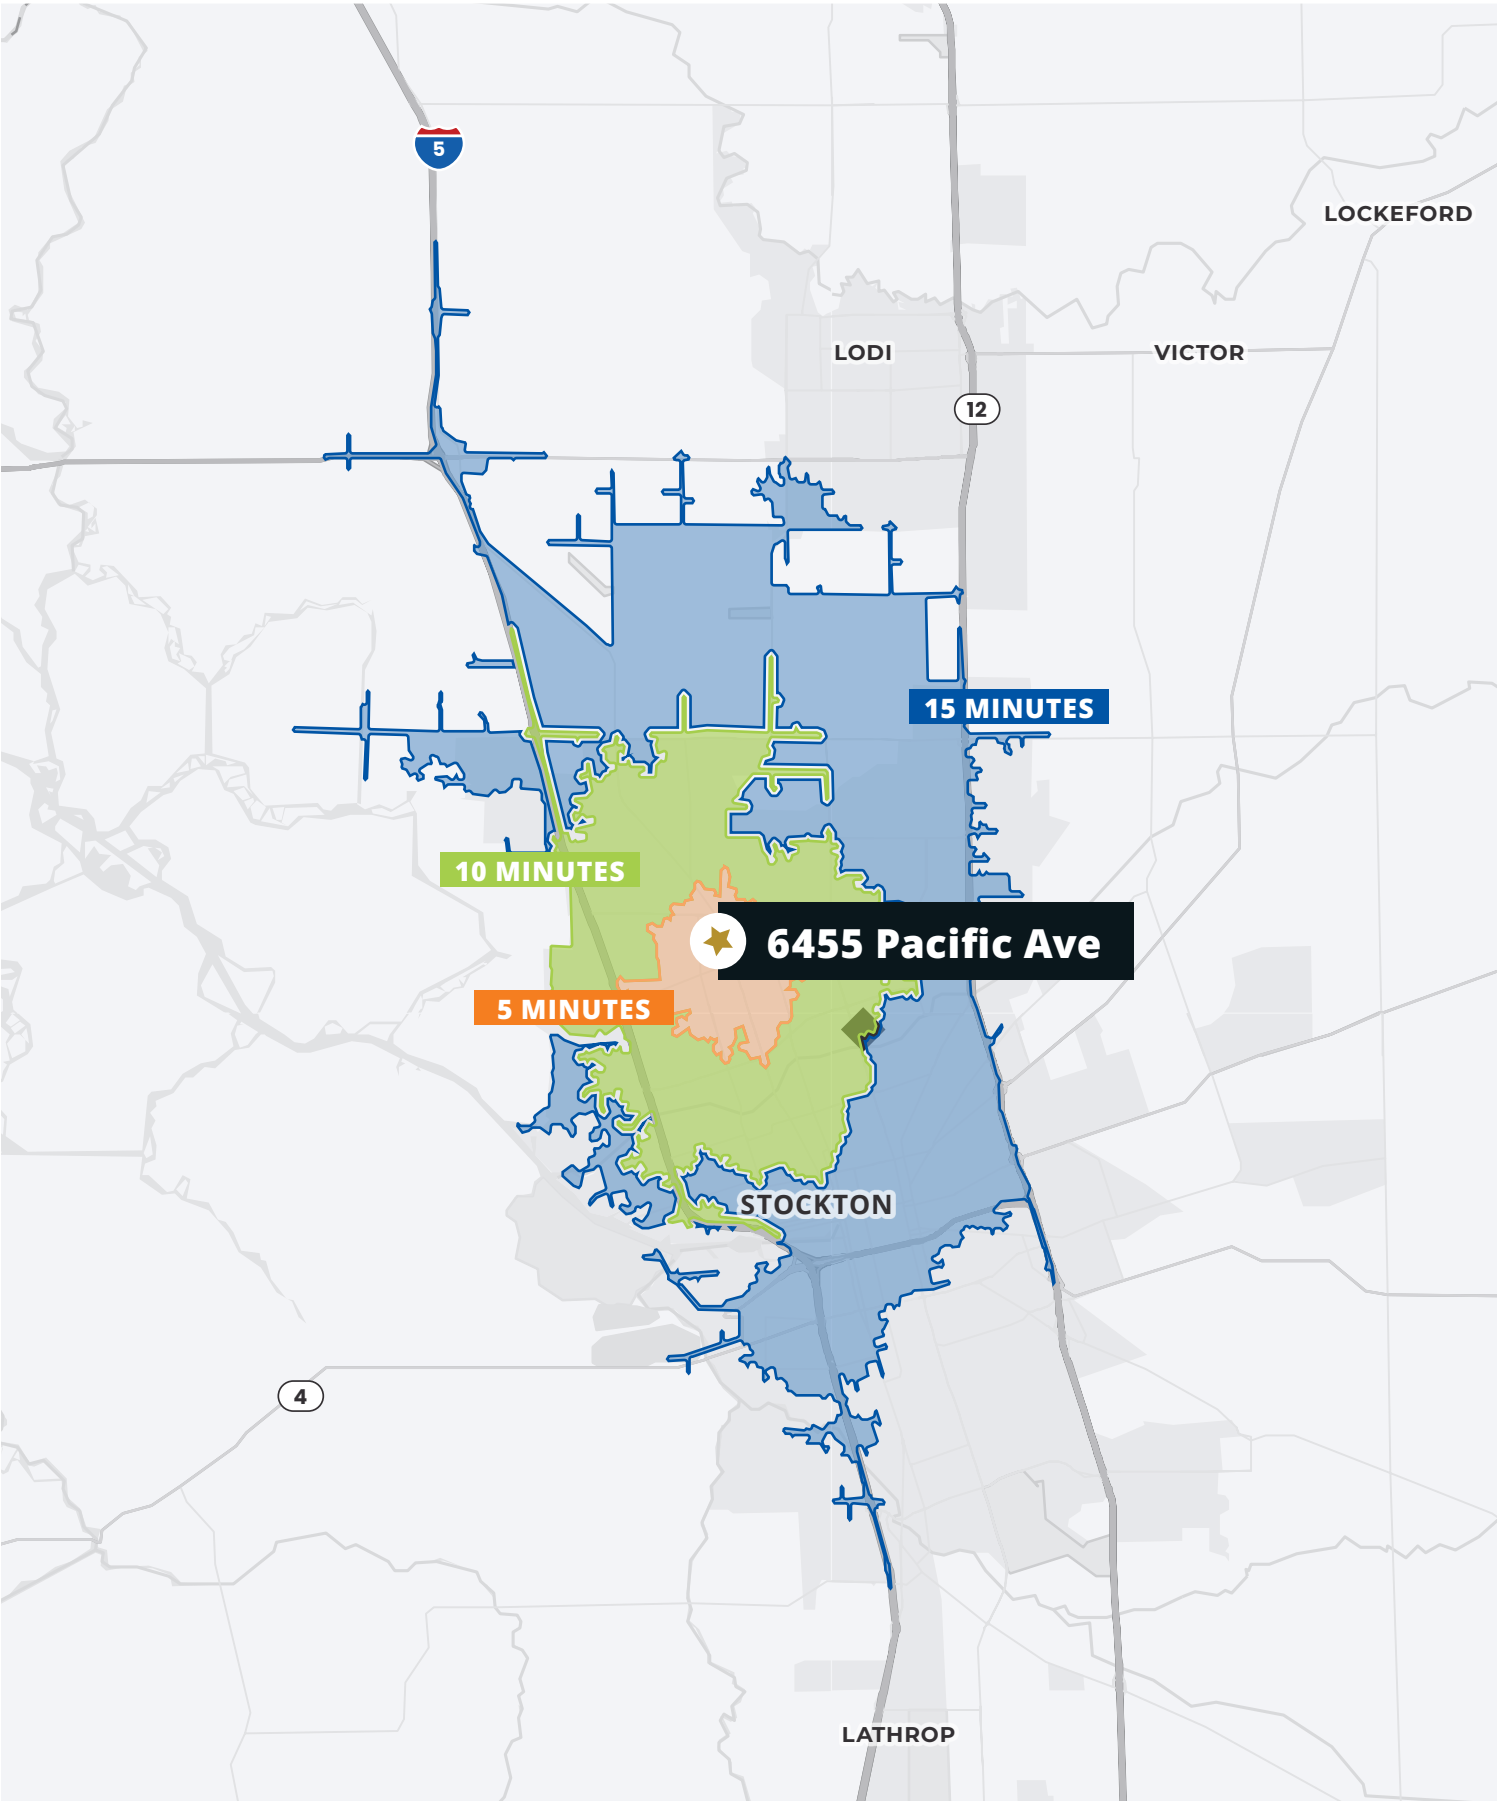 5
LOCKEFORD
LODI
VICTOR
12
15 MINUTES
10 MINUTES
6455 Pacific Ave
5 MINUTES
STOCKTON
4
LATHROP